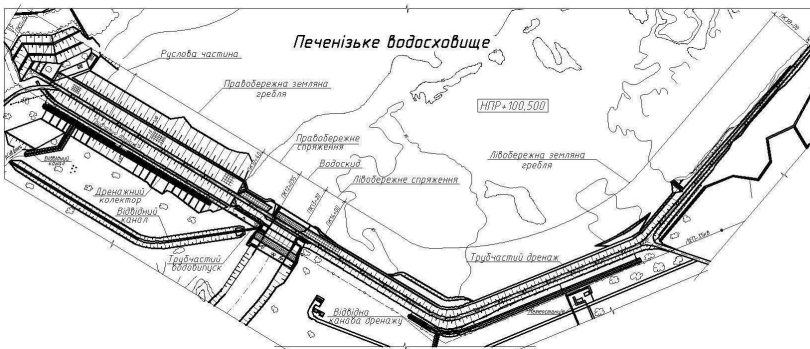 Печенізьке водосховище
Руслова частина
Правобережна земляна
гребля
НПР+100,500
Правобережне
спряження
Водоскид
Лівобережне спряження
Лівобережна земляна
гребля
Дренажний
колектор
Відвідний
канал
Трубчастий
водовипуск
Трубчастий дренаж
Відвідна
канава дренажу